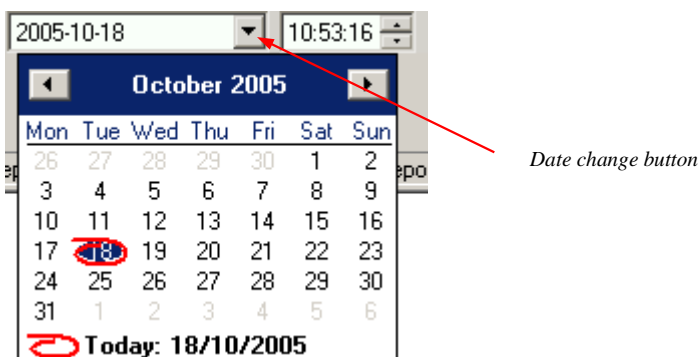 2005-10-18 10:53:16
October 2005
Mon Tue Wed Thu Fri Sat Sun
26 27 28 29 30 1 2
3 4 5 6 7 8 9
10 11 12 13 14 15 16
17 18 19 20 21 22 23
24 25 26 27 28 29 30
31 1 2 3 4 5 6
Today: 18/10/2005
Date change button